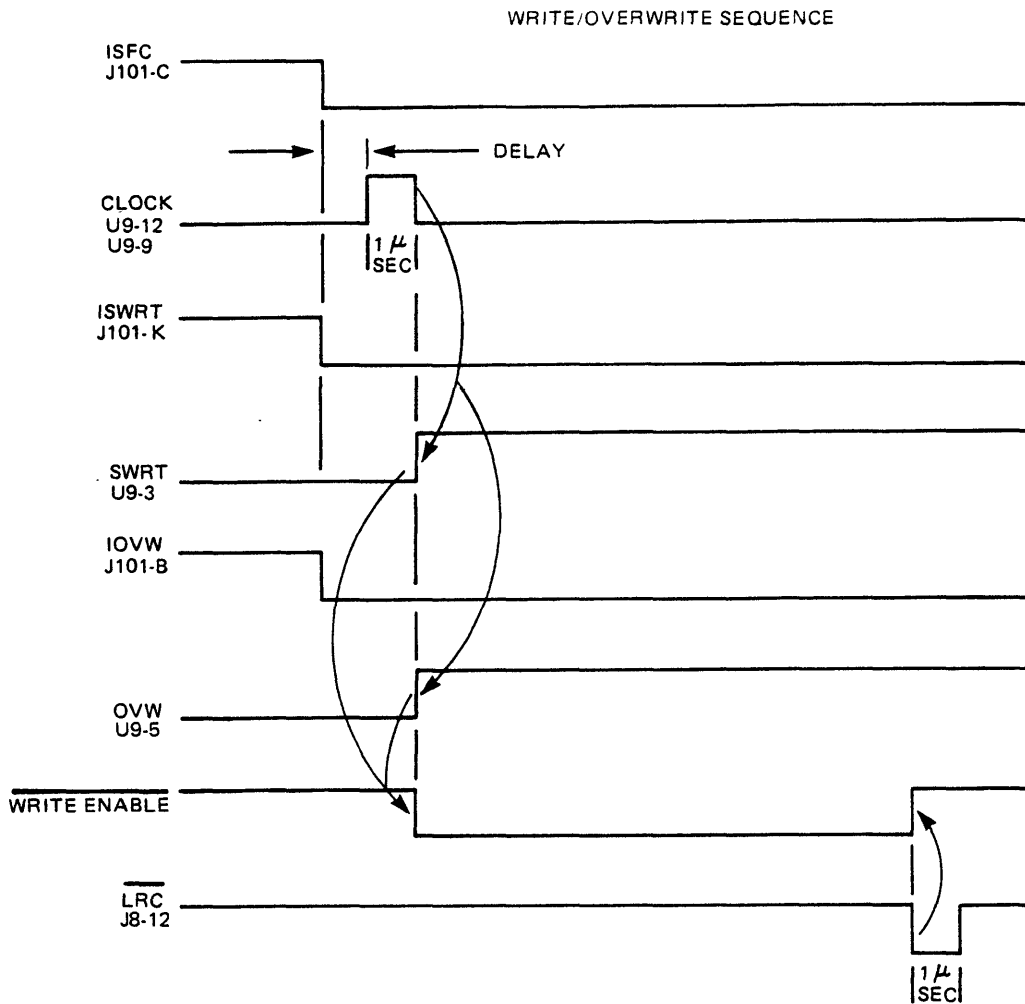 WRITE/OVERWRITE SEQUENCE
ISFC
J101-C
DELAY
CLOCK
U9-12
U9-9
1 μ
SEC
ISWRT
J101-K
SWRT
U9-3
IOVW
J101-B
OVW
U9-5
WRITE ENABLE
LRC
J8-12
1 μ
SEC